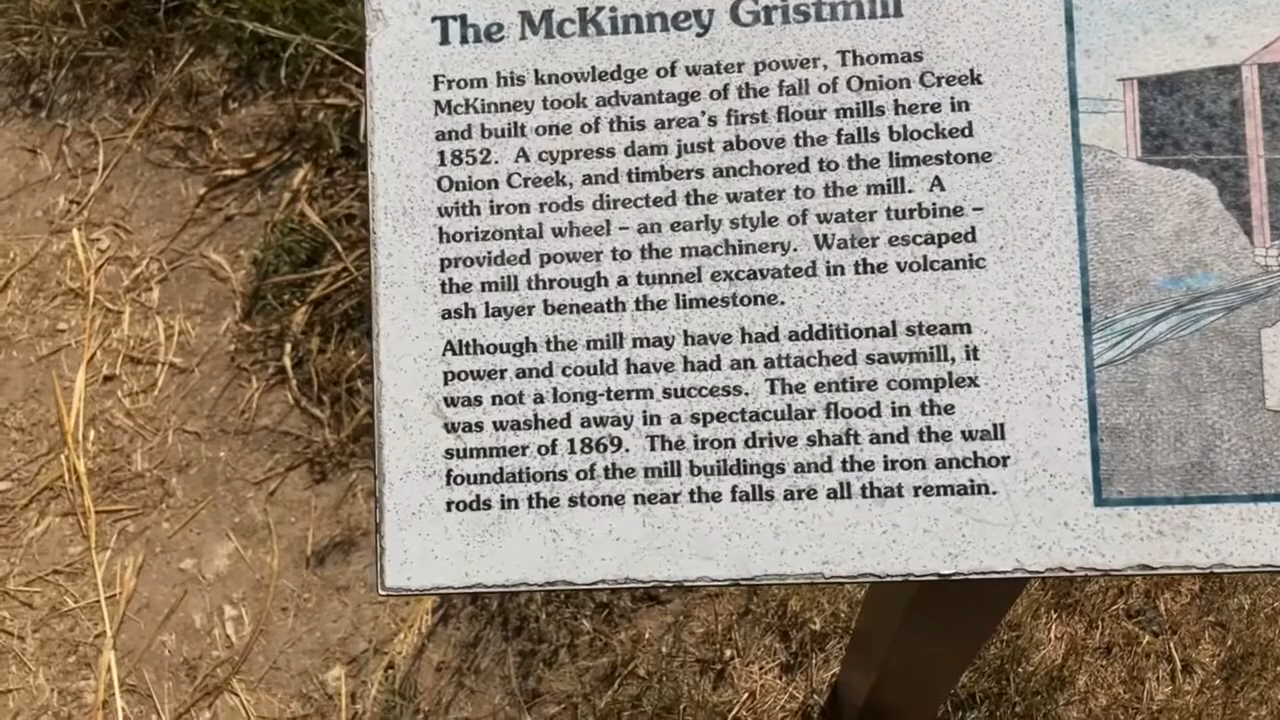 The McKinney Gristmill
From his knowledge of water power, Thomas
McKinney took advantage of the fall of Onion Creek
and built one of this area's first flour mills here in
1852. A cypress dam just above the falls blocked
Onion Creek, and timbers anchored to the limestone
with iron rods directed the water to the mill. A
horizontal wheel – an early style of water turbine –
provided power to the machinery. Water escaped
the mill through a tunnel excavated in the volcanic
ash layer beneath the limestone.
Although the mill may have had additional steam
power and could have had an attached sawmill, it
was not a long-term success. The entire complex
was washed away in a spectacular flood in the
summer of 1869. The iron drive shaft and the wall
foundations of the mill buildings and the iron anchor
rods in the stone near the falls are all that remain.